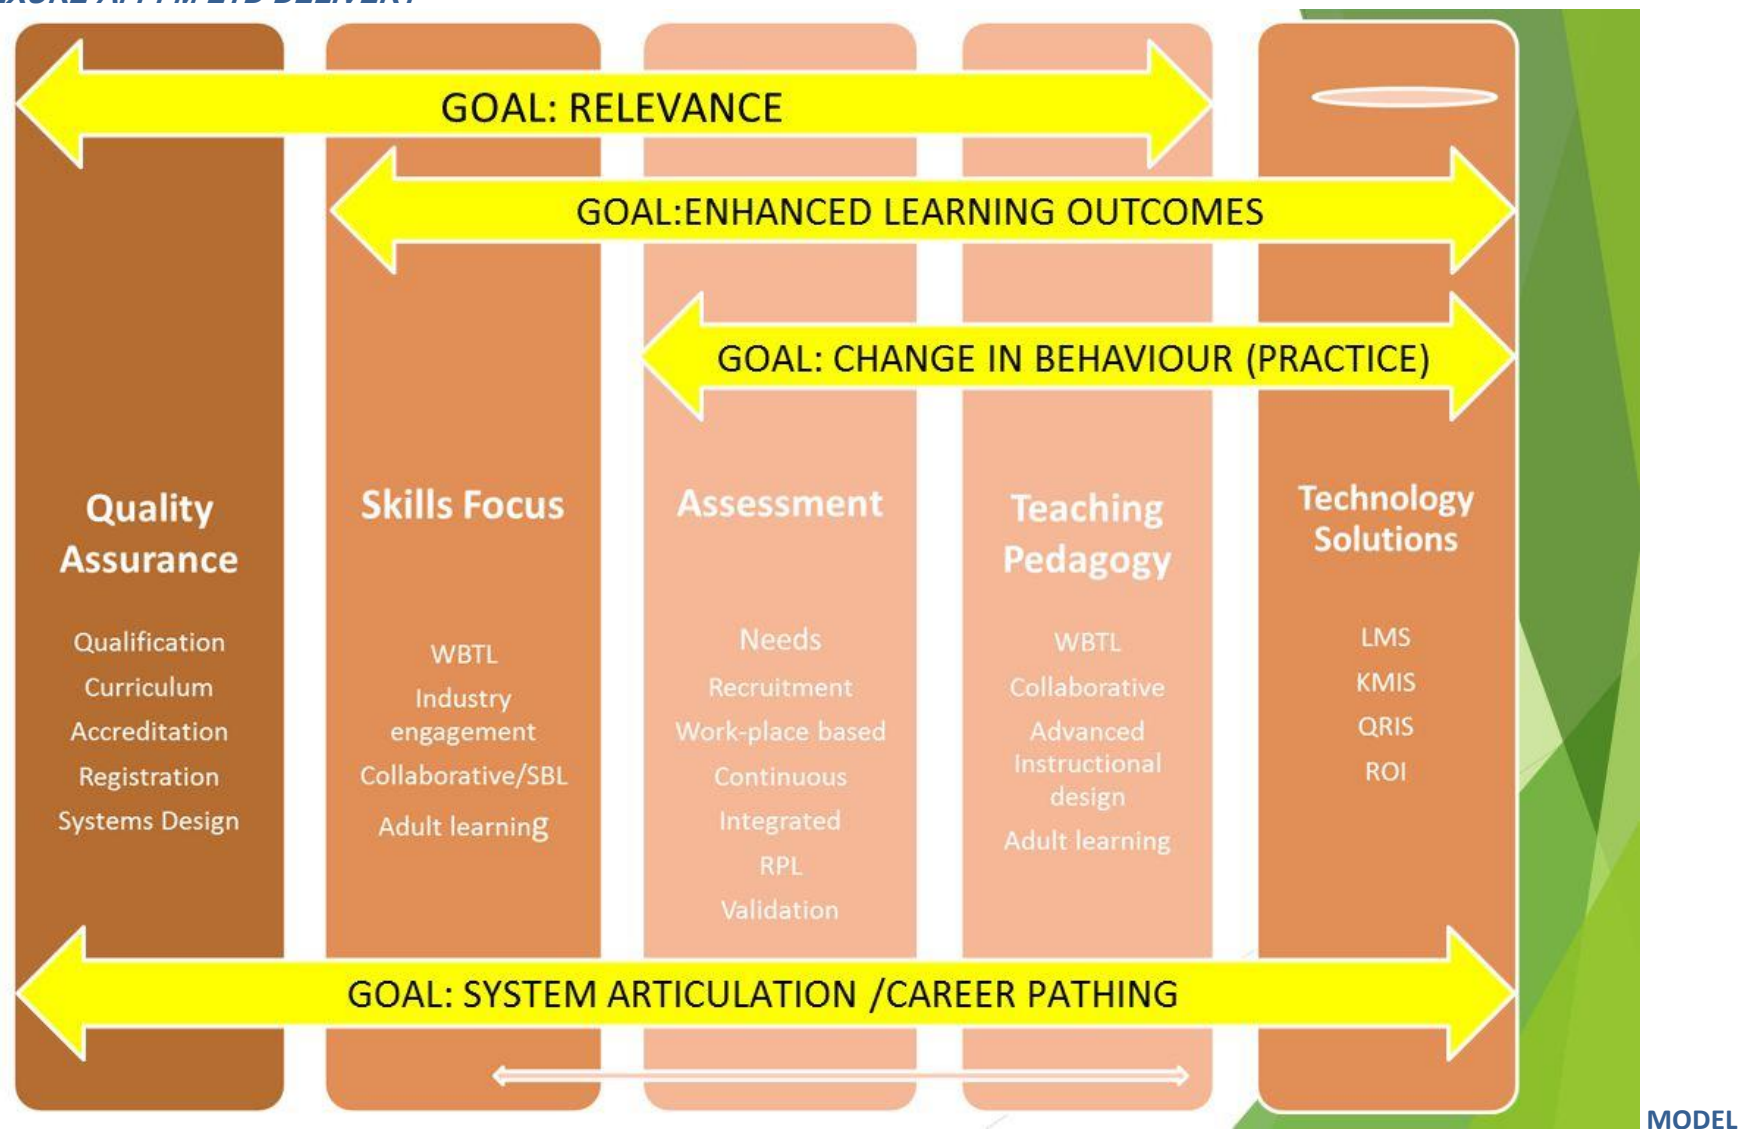 GOAL: RELEVANCE
GOAL:ENHANCED LEARNING OUTCOMES
GOAL: CHANGE IN BEHAVIOUR (PRACTICE)
Quality
Assurance
Qualification
Curriculum
Accreditation
Registration
Systems Design
Skills Focus
WBTL
Industry
engagement
Collaborative/SBL
Adult learning
Assessment
Needs
Recruitment
Work-place based
Continuous
Integrated
RPL
Validation
Teaching
Pedagogy
WBTL
Collaborative
Advanced
Instructional
design
Adult learning
Technology
Solutions
LMS
KMIS
QRIS
ROI
GOAL: SYSTEM ARTICULATION /CAREER PATHING
MODEL